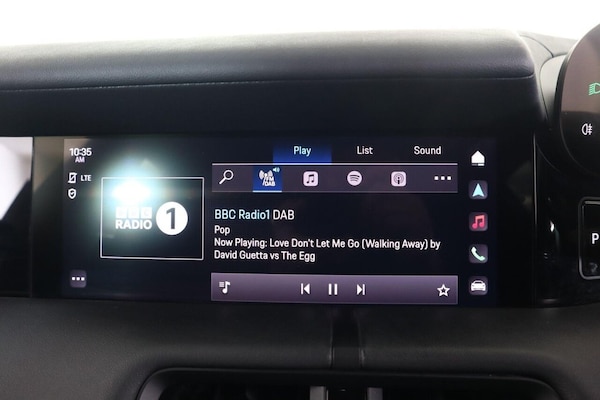 10:35
AM
LTE
Play
List
Sound
FM
/DAB
BBC
RADIO 1
BBC Radio1 DAB
Pop
Now Playing: Love Don't Let Me Go (Walking Away) by
David Guetta vs The Egg
P